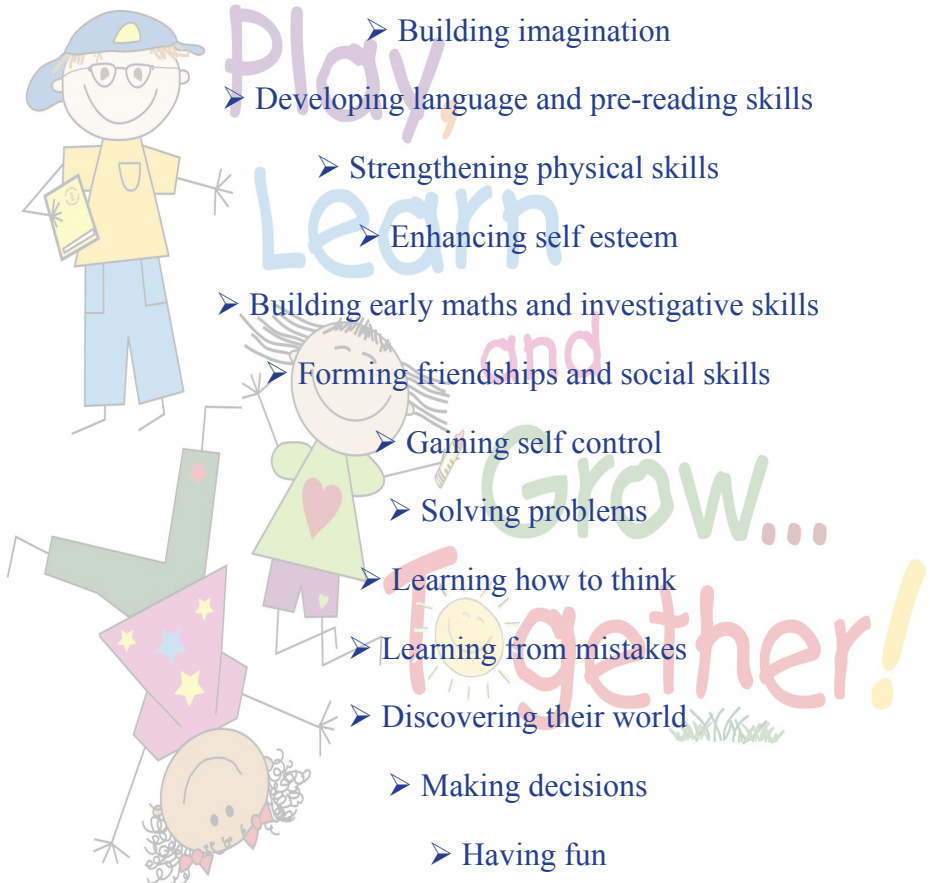 Play,
Learn
and
Grow...
Together!
➢ Building imagination
➢ Developing language and pre-reading skills
➢ Strengthening physical skills
➢ Enhancing self esteem
➢ Building early maths and investigative skills
➢ Forming friendships and social skills
➢ Gaining self control
➢ Solving problems
➢ Learning how to think
➢ Learning from mistakes
➢ Discovering their world
➢ Making decisions
➢ Having fun